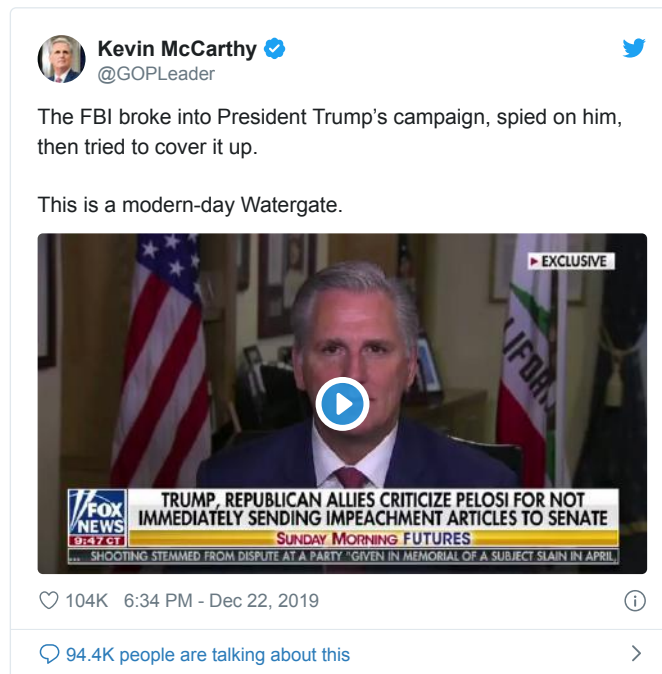 Kevin McCarthy
@GOPLeader
The FBI broke into President Trump's campaign, spied on him,
then tried to cover it up.
This is a modern-day Watergate.
EXCLUSIVE
CALIFORN
FOX
NEWS
9:47 CT
TRUMP, REPUBLICAN ALLIES CRITICIZE PELOSI FOR NOT
IMMEDIATELY SENDING IMPEACHMENT ARTICLES TO SENATE
SUNDAY MORNING FUTURES
... SHOOTING STEMMED FROM DISPUTE AT A PARTY "GIVEN IN MEMORIAL OF A SUBJECT SLAIN IN APRIL,
104K 6:34 PM - Dec 22, 2019
94.4K people are talking about this